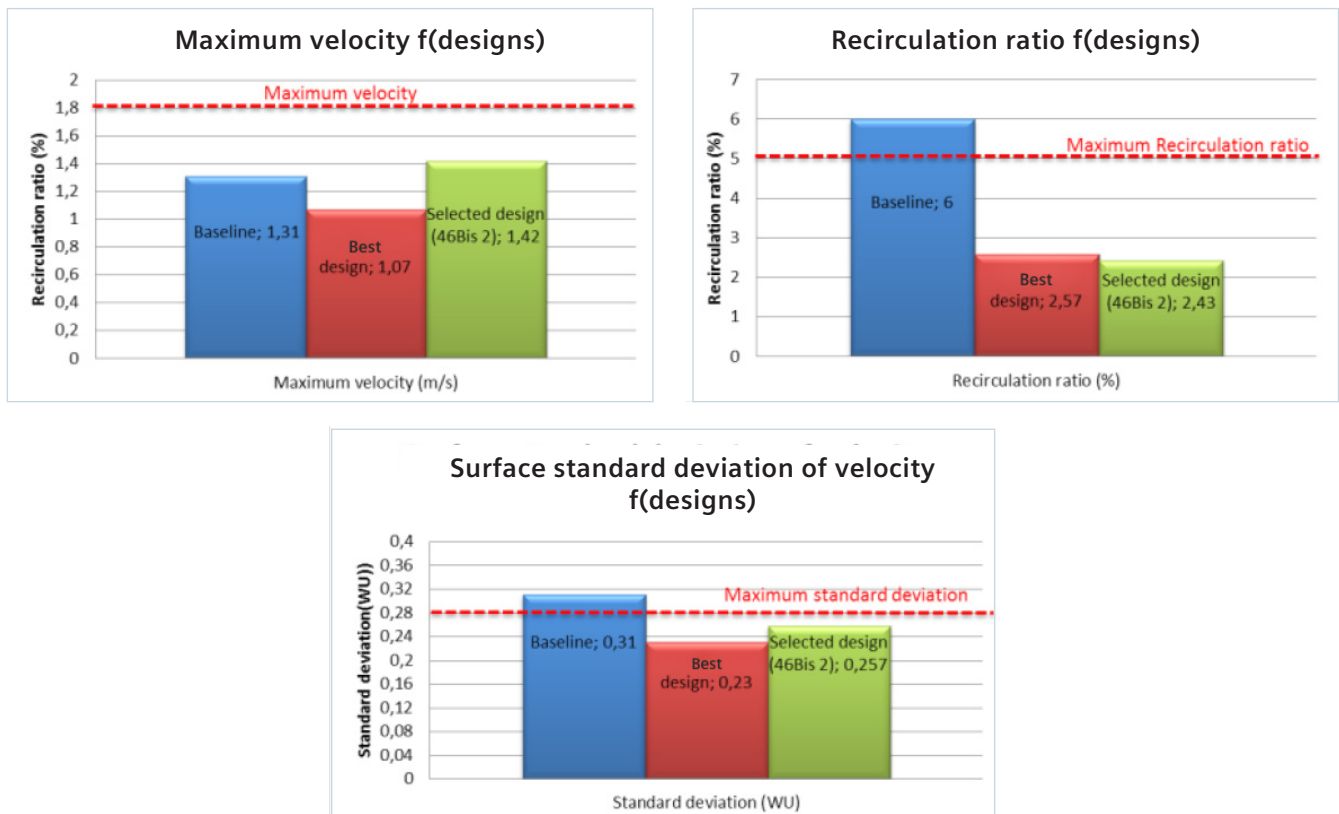 Maximum velocity f(designs)
Recirculation ratio (%)
2
1,8
1,6
1,4
1,2
1
0,8
0,6
0,4
0,2
0
Maximum velocity
Baseline; 1,31
Best
design; 1,07
Selected design
(46Bis 2); 1,42
Maximum velocity (m/s)
Recirculation ratio f(designs)
Recirculation ratio (%)
7
6
5
4
3
2
1
0
Maximum Recirculation ratio
Baseline; 6
Best
design; 2,57
Selected design
(46Bis 2); 2,43
Recirculation ratio (%)
Surface standard deviation of velocity
f(designs)
Standard deviation(WU))
0,4
0,36
0,32
0,28
0,24
0,2
0,16
0,12
0,08
0,04
0
Maximum standard deviation
Baseline; 0,31
Best
design; 0,23
Selected design
(46Bis 2); 0,257
Standard deviation (WU)